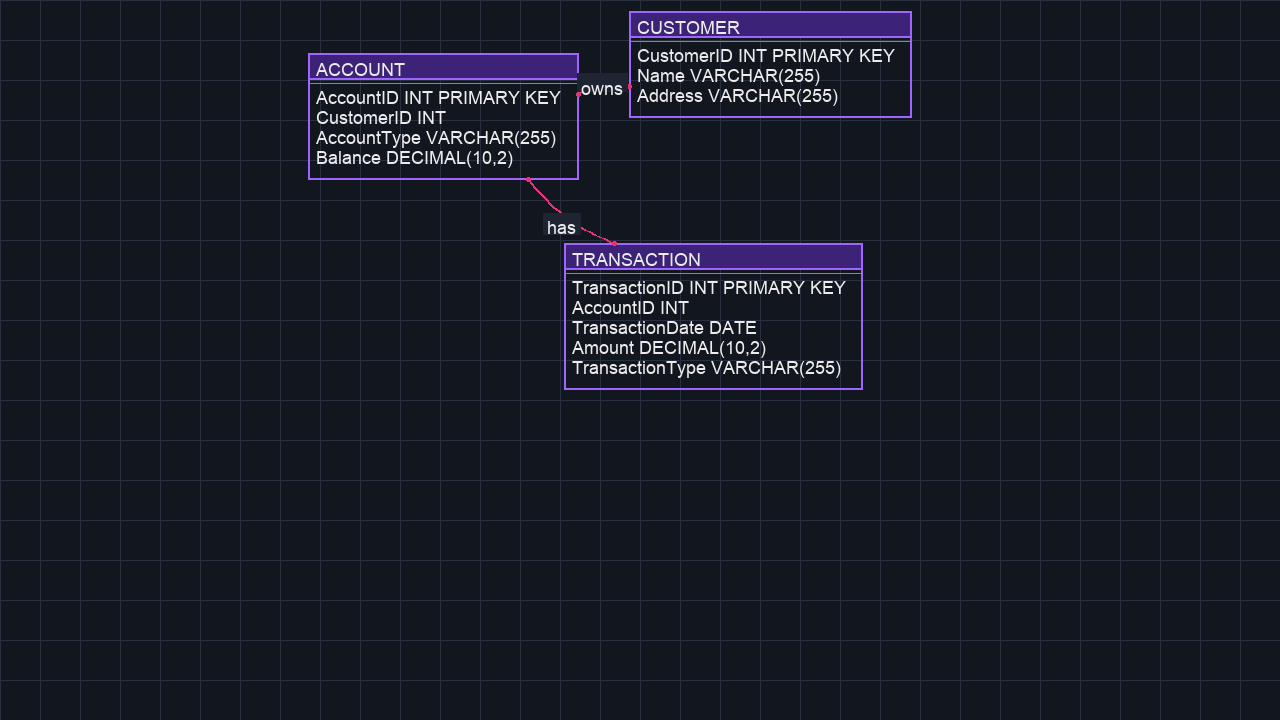 CUSTOMER
CustomerID INT PRIMARY KEY
Name VARCHAR(255)
Address VARCHAR(255)
owns
ACCOUNT
AccountID INT PRIMARY KEY
CustomerID INT
AccountType VARCHAR(255)
Balance DECIMAL(10,2)
has
TRANSACTION
TransactionID INT PRIMARY KEY
AccountID INT
TransactionDate DATE
Amount DECIMAL(10,2)
TransactionType VARCHAR(255)